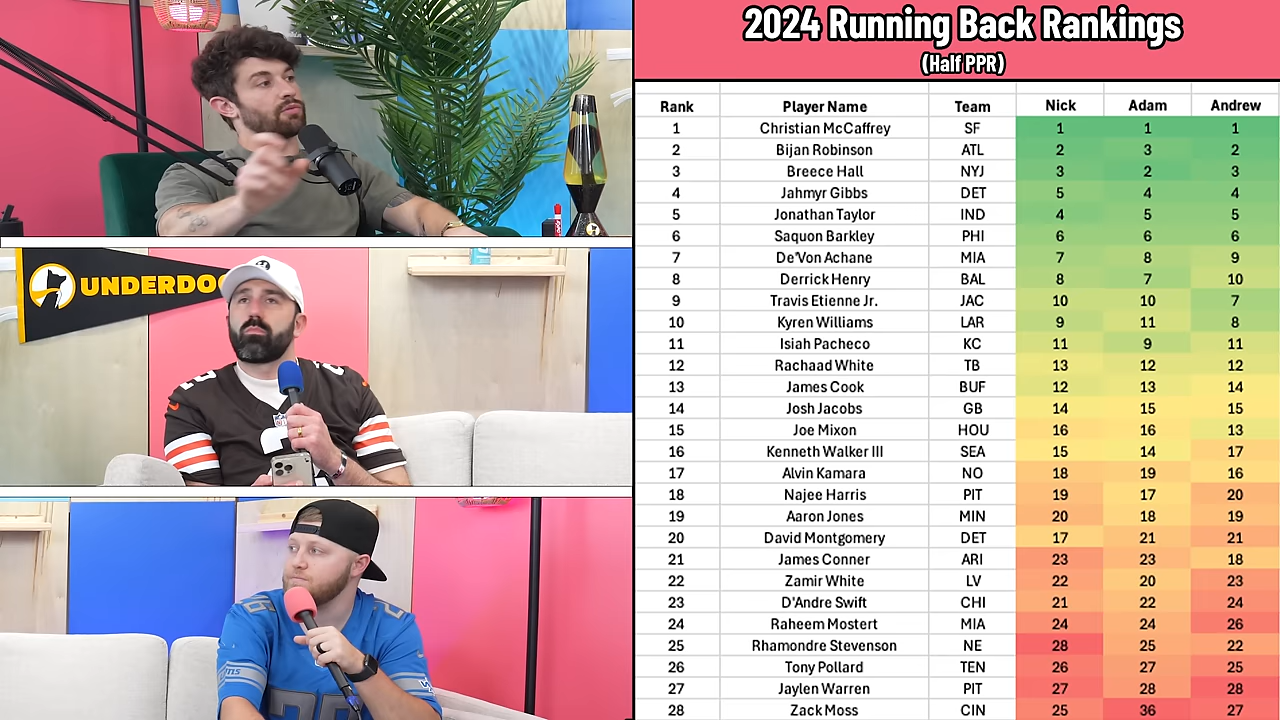 2024 Running Back Rankings
(Half PPR)
Rank Player Name Team Nick Adam Andrew
1 Christian McCaffrey SF 1 1 1
2 Bijan Robinson ATL 2 3 2
3 Breece Hall NYJ 3 2 3
4 Jahmyr Gibbs DET 5 4 4
5 Jonathan Taylor IND 4 5 5
6 Saquon Barkley PHI 6 6 6
7 De'Von Achane MIA 7 8 9
8 Derrick Henry BAL 8 7 10
9 Travis Etienne Jr. JAC 10 10 7
10 Kyren Williams LAR 9 11 8
11 Isiah Pacheco KC 11 9 11
12 Rachaad White TB 13 12 12
13 James Cook BUF 12 13 14
14 Josh Jacobs GB 14 15 15
15 Joe Mixon HOU 16 16 13
16 Kenneth Walker III SEA 15 14 17
17 Alvin Kamara NO 18 19 16
18 Najee Harris PIT 19 17 20
19 Aaron Jones MIN 20 18 19
20 David Montgomery DET 17 21 21
21 James Conner ARI 23 23 18
22 Zamir White LV 22 20 23
23 D'Andre Swift CHI 21 22 24
24 Raheem Mostert MIA 24 24 26
25 Rhamondre Stevenson NE 28 25 22
26 Tony Pollard TEN 26 27 25
27 Jaylen Warren PIT 27 28 28
28 Zack Moss CIN 25 36 27
UNDERDO